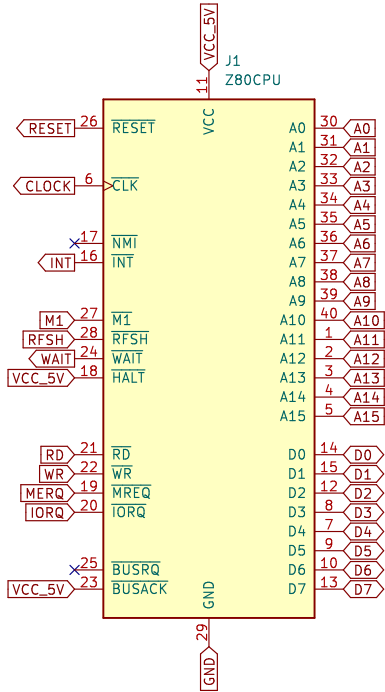 VCC_5V
J1
Z80CPU
11
VCC
RESET 26 RESET
CLOCK 6 CLK
17 NMI
INT 16 INT
M1 27 M1
RFSH 28 RFSH
WAIT 24 WAIT
VCC_5V 18 HALT
RD 21 RD
WR 22 WR
MERQ 19 MREQ
IORQ 20 IORQ
25 BUSRQ
VCC_5V 23 BUSACK
A0 30 A0
A1 31 A1
A2 32 A2
A3 33 A3
A4 34 A4
A5 35 A5
A6 36 A6
A7 37 A7
A8 38 A8
A9 39 A9
A10 40 A10
A11 1 A11
A12 2 A12
A13 3 A13
A14 4 A14
A15 5 A15
D0 14 D0
D1 15 D1
D2 12 D2
D3 8 D3
D4 7 D4
D5 9 D5
D6 10 D6
D7 13 D7
GND
29
GND